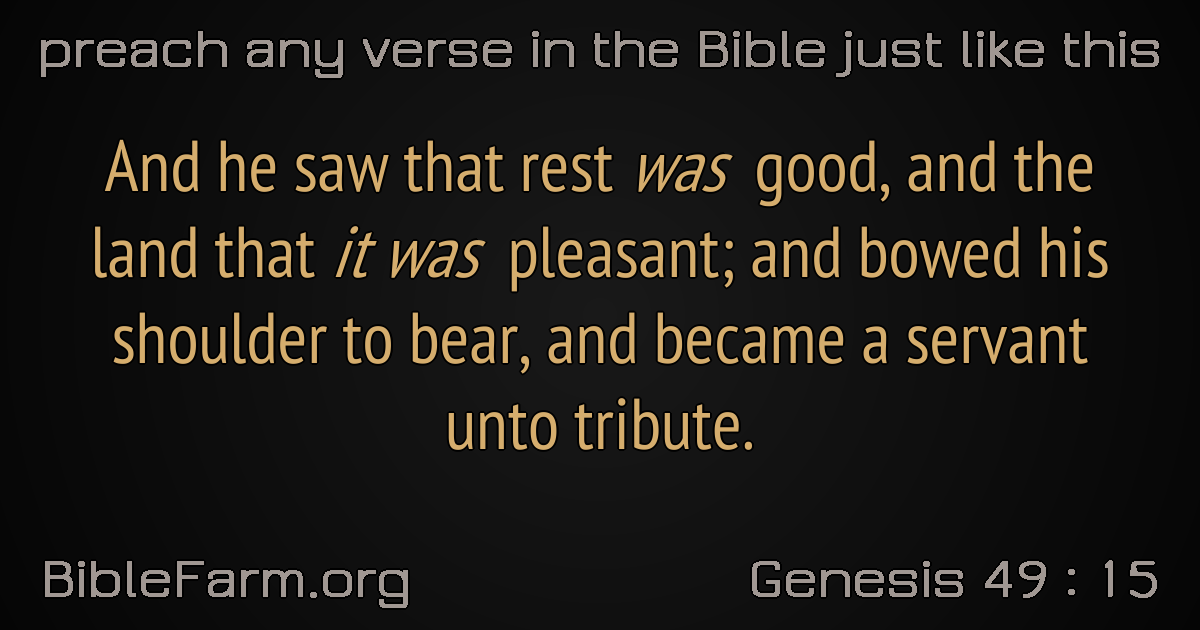 preach any verse in the Bible just like this
And he saw that rest was good, and the
land that it was pleasant; and bowed his
shoulder to bear, and became a servant
unto tribute.
BibleFarm.org
Genesis 49 : 15